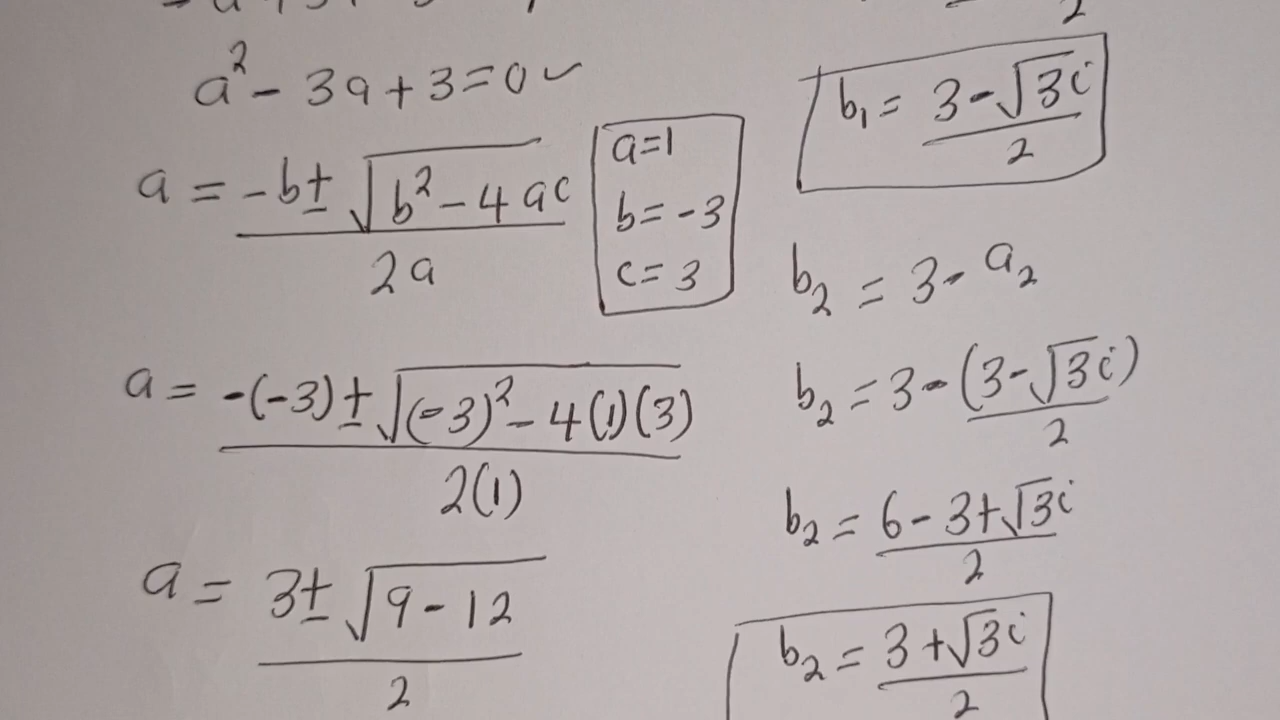 a² - 3a + 3 = 0 ✓
a = (-b ± √(b² - 4ac))/2a
a = 1
b = -3
c = 3
a = (-(-3) ± √((-3)² - 4(1)(3)))/2(1)
a = (3 ± √(9 - 12))/2
2
b₁ = (3 - √3i)/2
b₂ = 3 - a₂
b₂ = 3 - (3 - √3i)/2
b₂ = (6 - 3 + √3i)/2
b₂ = (3 + √3i)/2